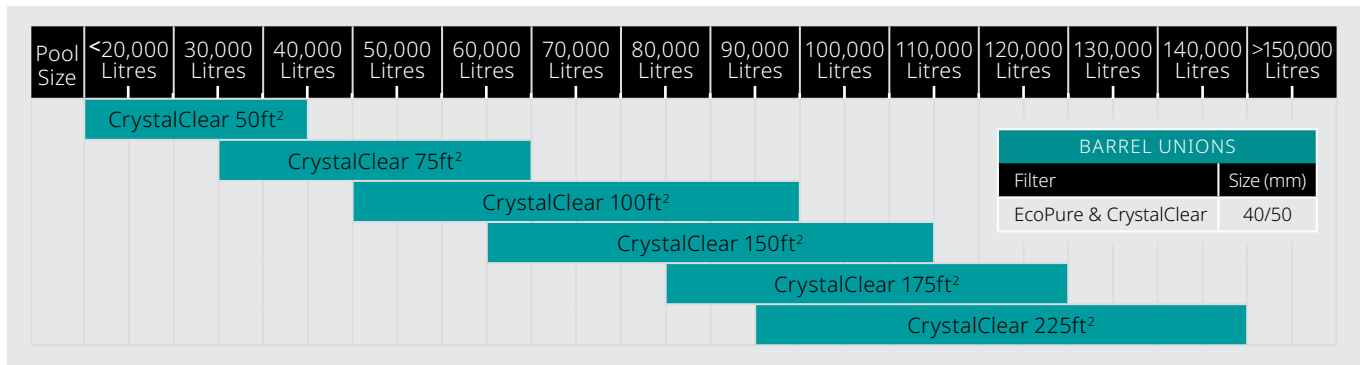 Pool Size <20,000 Litres 30,000 Litres 40,000 Litres 50,000 Litres 60,000 Litres 70,000 Litres 80,000 Litres 90,000 Litres 100,000 Litres 110,000 Litres 120,000 Litres 130,000 Litres 140,000 Litres >150,000 Litres
CrystalClear 50ft²
CrystalClear 75ft²
CrystalClear 100ft²
CrystalClear 150ft²
CrystalClear 175ft²
CrystalClear 225ft²
BARREL UNIONS
Filter Size (mm)
EcoPure & CrystalClear 40/50